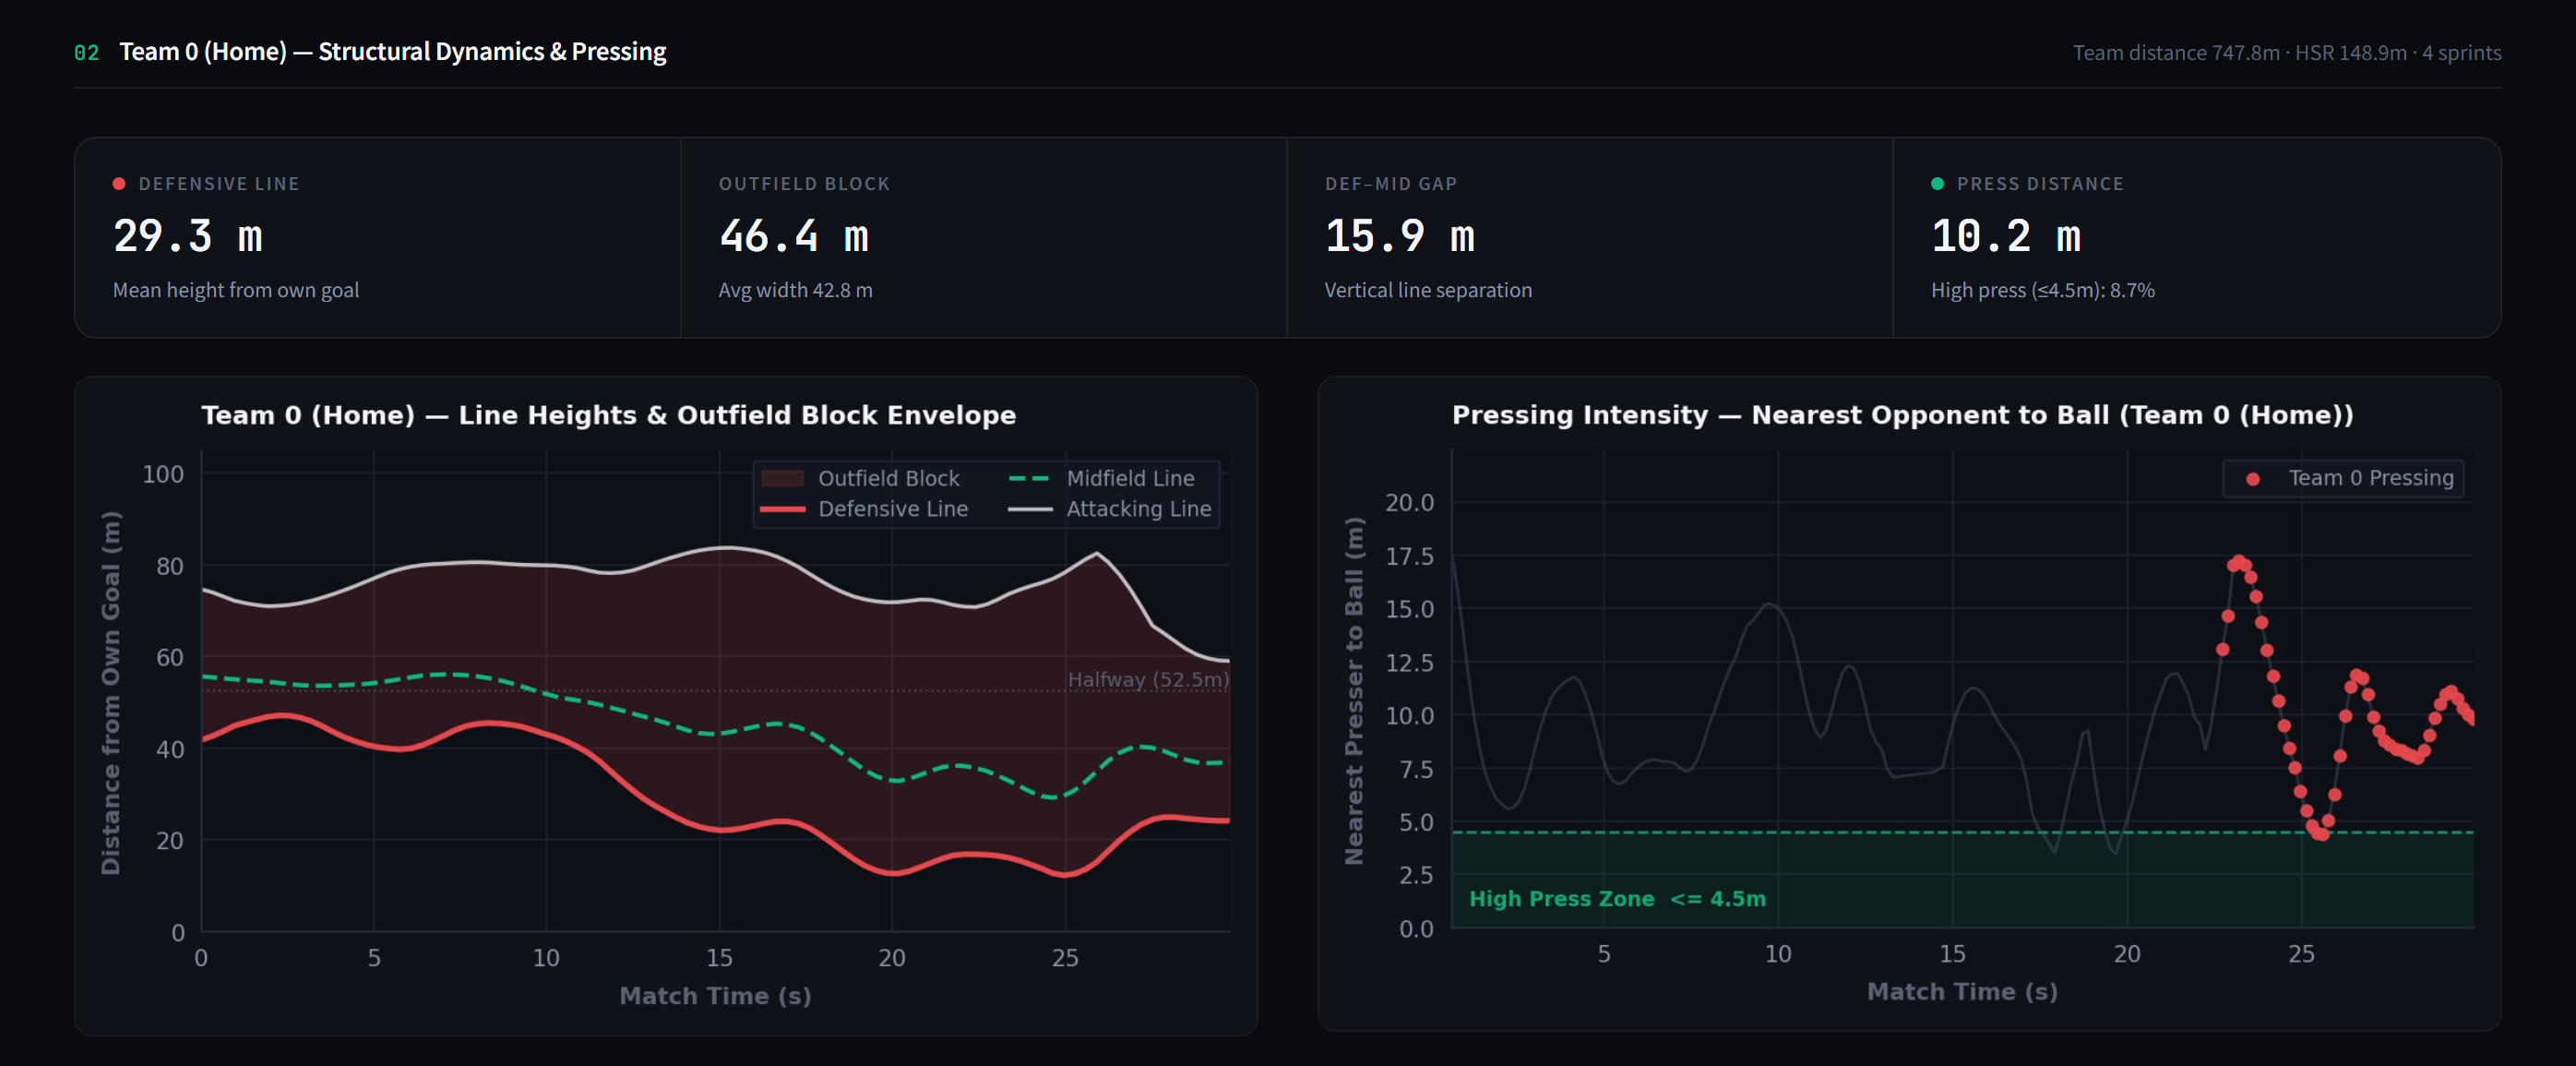 02 Team 0 (Home) — Structural Dynamics & Pressing
Team distance 747.8m · HSR 148.9m · 4 sprints
DEFENSIVE LINE
29.3 m
Mean height from own goal
OUTFIELD BLOCK
46.4 m
Avg width 42.8 m
DEF–MID GAP
15.9 m
Vertical line separation
PRESS DISTANCE
10.2 m
High press (≤4.5m): 8.7%
Team 0 (Home) — Line Heights & Outfield Block Envelope
Outfield Block
Defensive Line
Midfield Line
Attacking Line
Halfway (52.5m)
Distance from Own Goal (m)
100
80
60
40
20
0
0 5 10 15 20 25
Match Time (s)
Pressing Intensity — Nearest Opponent to Ball (Team 0 (Home))
Team 0 Pressing
Nearest Presser to Ball (m)
20.0
17.5
15.0
12.5
10.0
7.5
5.0
2.5
0.0
High Press Zone <= 4.5m
5 10 15 20 25
Match Time (s)